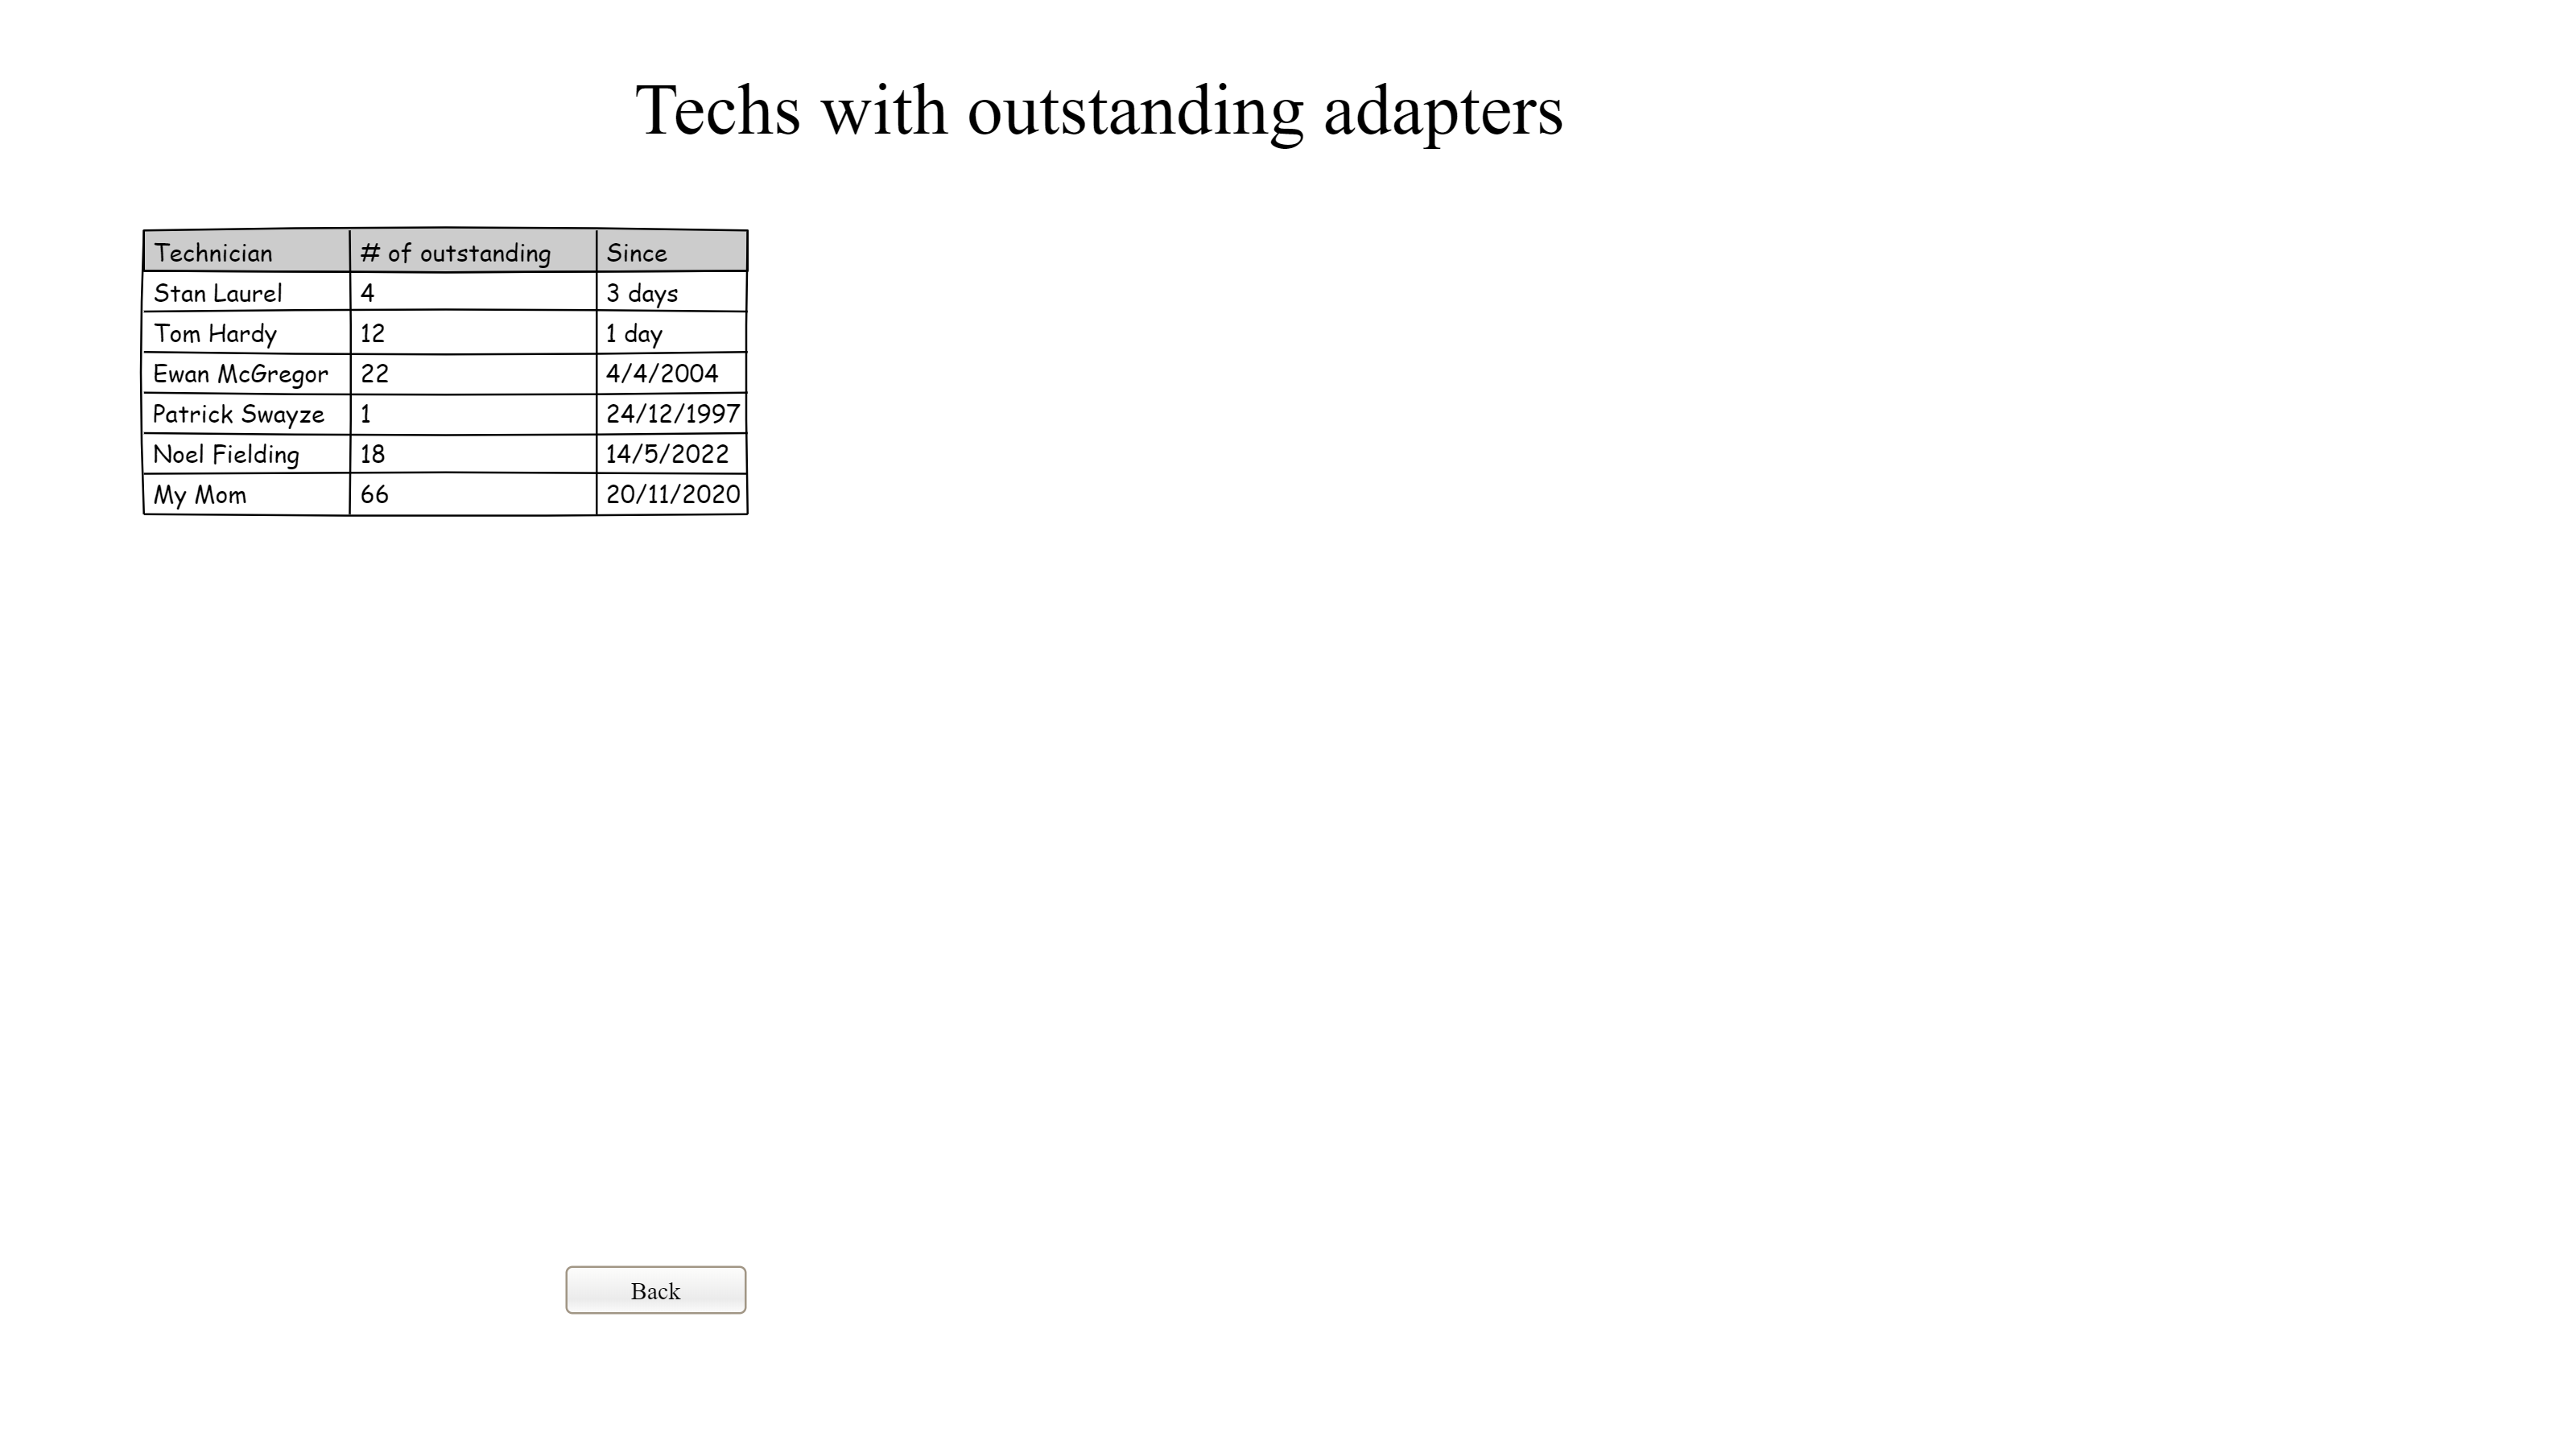 Techs with outstanding adapters
Technician # of outstanding Since
Stan Laurel 4 3 days
Tom Hardy 12 1 day
Ewan McGregor 22 4/4/2004
Patrick Swayze 1 24/12/1997
Noel Fielding 18 14/5/2022
My Mom 66 20/11/2020
Back